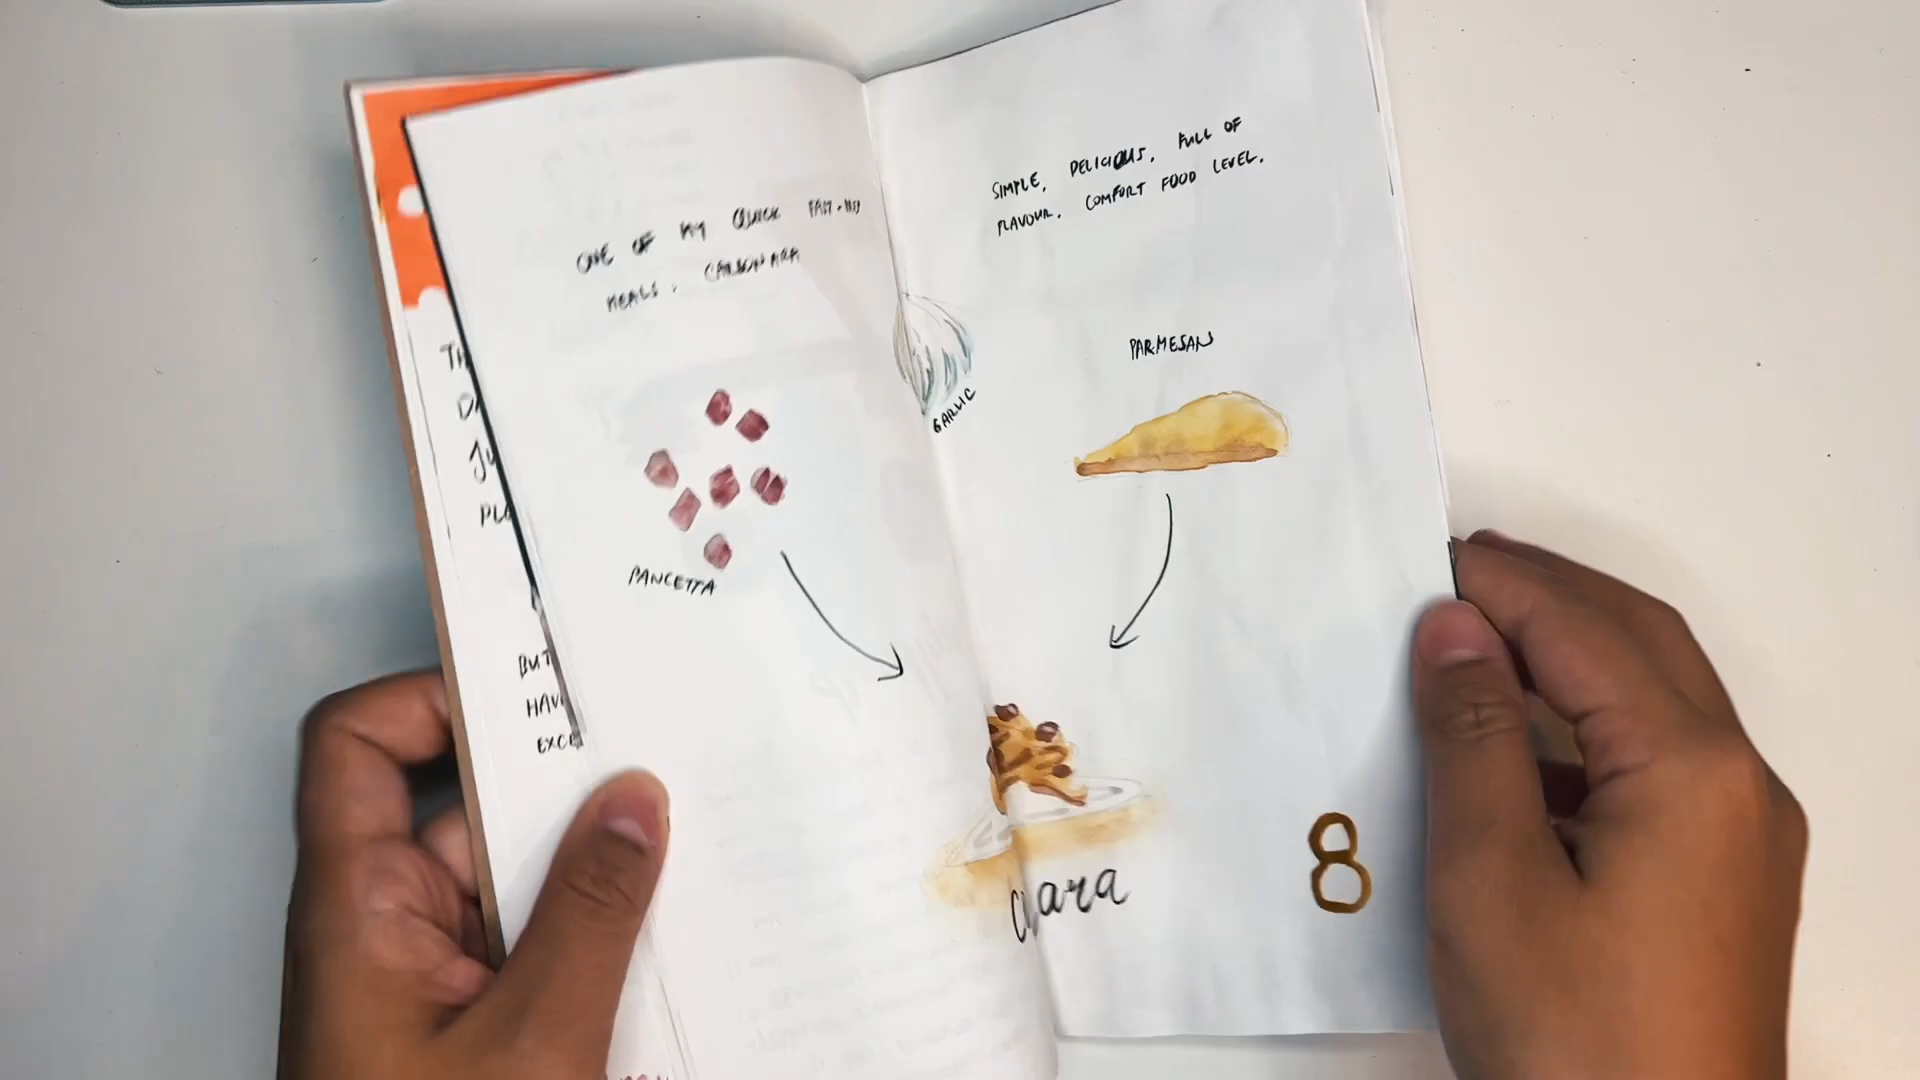 ONE OF MY QUICK
MEALS. CARBONARA
PANCETTA
SIMPLE, DELICIOUS, FULL OF
FLAVOUR. COMFORT FOOD LEVEL.
GARLIC
PARMESAN
ara
8
BUT